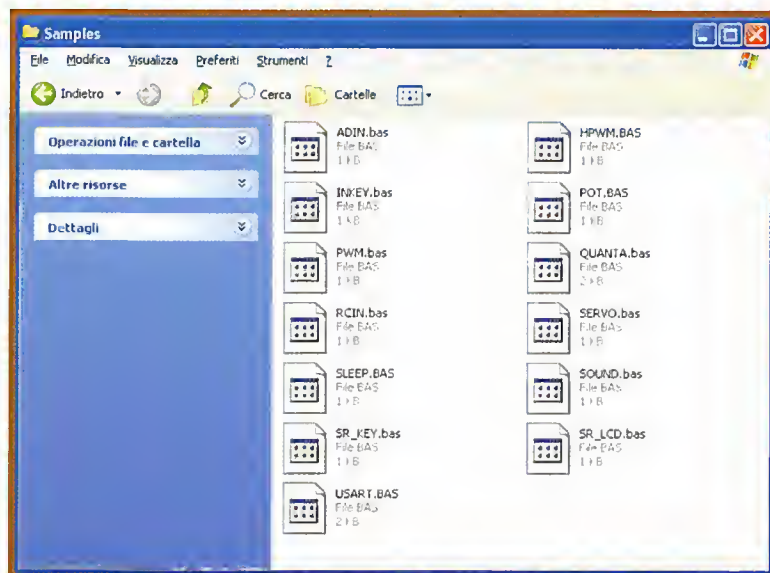 Samples
File Modifica Visualizza Preferiti Strumenti ?
Indietro Cerca Cartelle
Operazioni file e cartella
Altre risorse
Dettagli
ADIN.bas
File BAS
1 KB
HPWM.BAS
File BAS
1 KB
INKEY.bas
File BAS
1 KB
POT.BAS
File BAS
1 KB
PWM.bas
File BAS
1 KB
QUANTA.bas
File BAS
2 KB
RCIN.bas
File BAS
1 KB
SERVO.bas
File BAS
1 KB
SLEEP.BAS
File BAS
1 KB
SOUND.bas
File BAS
1 KB
SR_KEY.bas
File BAS
1 KB
SR_LCD.bas
File BAS
1 KB
USART.BAS
File BAS
2 KB